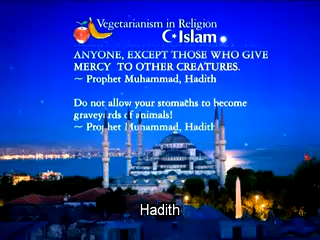 Vegetarianism in Religion
Islam
ANYONE, EXCEPT THOSE WHO GIVE
MERCY TO OTHER CREATURES.
~ Prophet Muhammad, Hadith
Do not allow your stomachs to become
graveyards of animals!
~ Prophet Muhammad, Hadith
Hadith